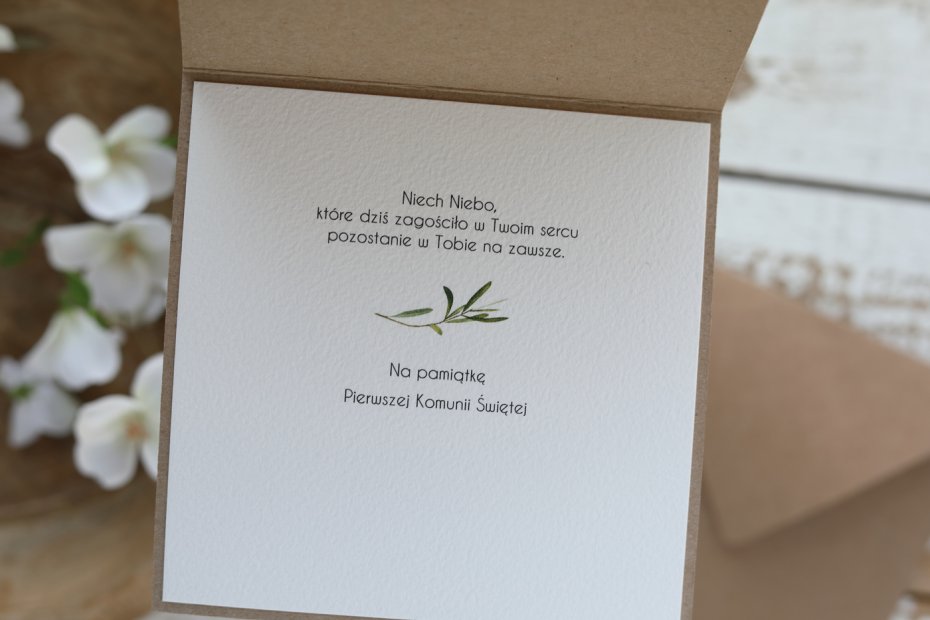 Niech Niebo,
które dziś zagościło w Twoim sercu
pozostanie w Tobie na zawsze.
Na pamiątkę
Pierwszej Komunii Świętej